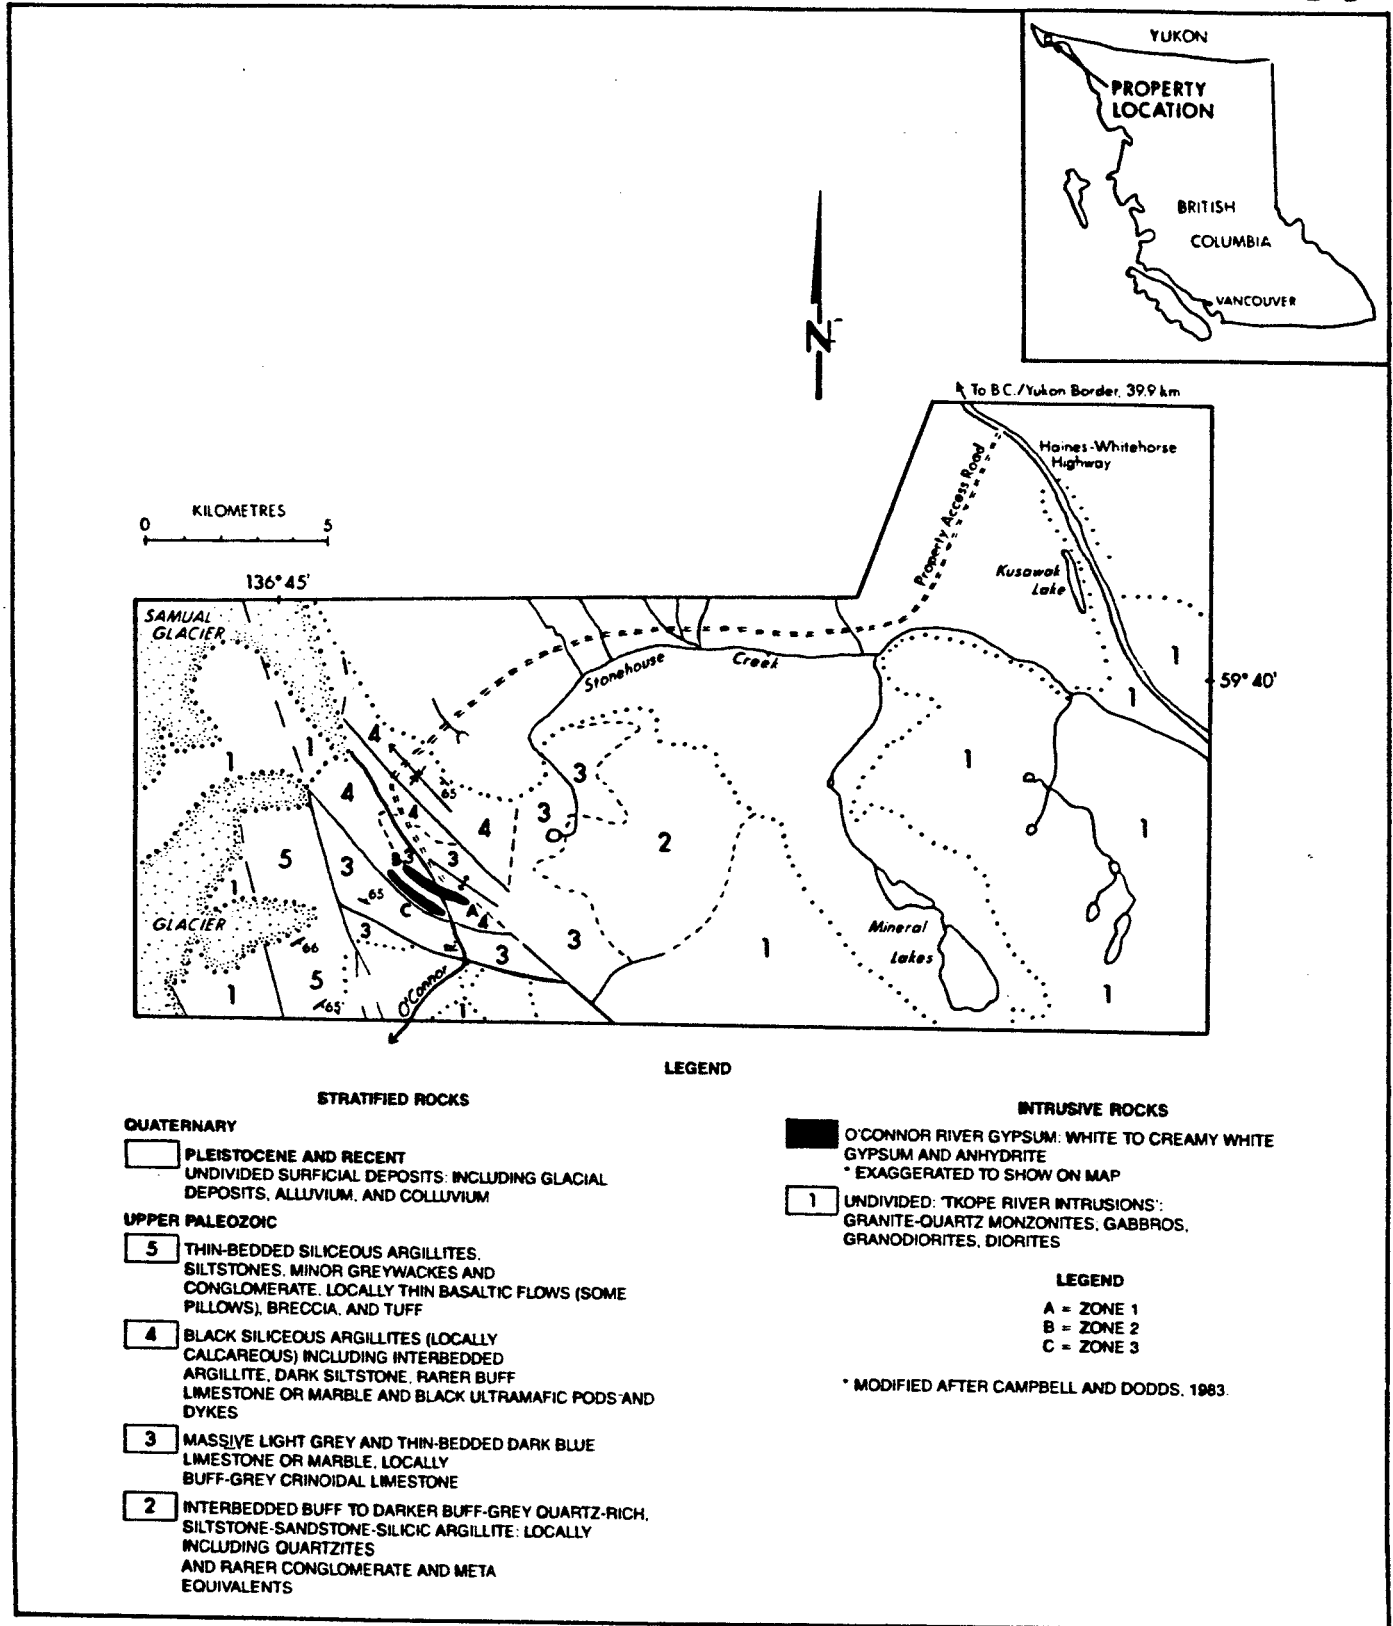 YUKON
PROPERTY
LOCATION
BRITISH
COLUMBIA
VANCOUVER
N
To B.C./Yukon Border, 39.9 km
Haines-Whitehorse
Highway
Property Access Road
Kusawak
Lake
KILOMETRES
0 5
136° 45'
SAMUAL
GLACIER
Stonehouse Creek
59° 40'
1
1
4
1
1
3
1
4
65
4
3
4
2
1
5
3
B 3
3
1
65
C
A
4
GLACIER
66
3
3
3
1
Mineral
Lakes
5
65
1
O'Connor
1
1
LEGEND
STRATIFIED ROCKS
QUATERNARY
PLEISTOCENE AND RECENT
UNDIVIDED SURFICIAL DEPOSITS: INCLUDING GLACIAL
DEPOSITS, ALLUVIUM, AND COLLUVIUM
UPPER PALEOZOIC
5 THIN-BEDDED SILICEOUS ARGILLITES,
SILTSTONES, MINOR GREYWACKES AND
CONGLOMERATE, LOCALLY THIN BASALTIC FLOWS (SOME
PILLOWS), BRECCIA, AND TUFF
4 BLACK SILICEOUS ARGILLITES (LOCALLY
CALCAREOUS) INCLUDING INTERBEDDED
ARGILLITE, DARK SILTSTONE, RARER BUFF
LIMESTONE OR MARBLE AND BLACK ULTRAMAFIC PODS AND
DYKES
3 MASSIVE LIGHT GREY AND THIN-BEDDED DARK BLUE
LIMESTONE OR MARBLE, LOCALLY
BUFF-GREY CRINOIDAL LIMESTONE
2 INTERBEDDED BUFF TO DARKER BUFF-GREY QUARTZ-RICH,
SILTSTONE-SANDSTONE-SILICIC ARGILLITE: LOCALLY
INCLUDING QUARTZITES
AND RARER CONGLOMERATE AND META
EQUIVALENTS
INTRUSIVE ROCKS
O'CONNOR RIVER GYPSUM: WHITE TO CREAMY WHITE
GYPSUM AND ANHYDRITE
* EXAGGERATED TO SHOW ON MAP
1 UNDIVIDED: 'TKOPE RIVER INTRUSIONS':
GRANITE-QUARTZ MONZONITES, GABBROS,
GRANODIORITES, DIORITES
LEGEND
A = ZONE 1
B = ZONE 2
C = ZONE 3
* MODIFIED AFTER CAMPBELL AND DODDS, 1983.